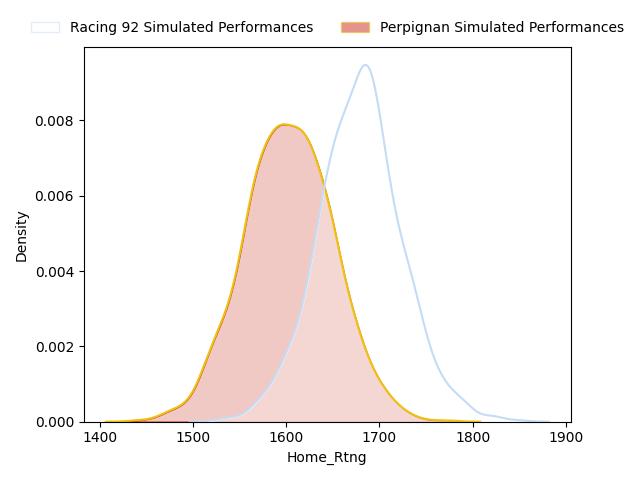 Racing 92 Simulated Performances
Perpignan Simulated Performances
Density
0.008
0.006
0.004
0.002
0.000
1400 1500 1600 1700 1800 1900
Home_Rtng